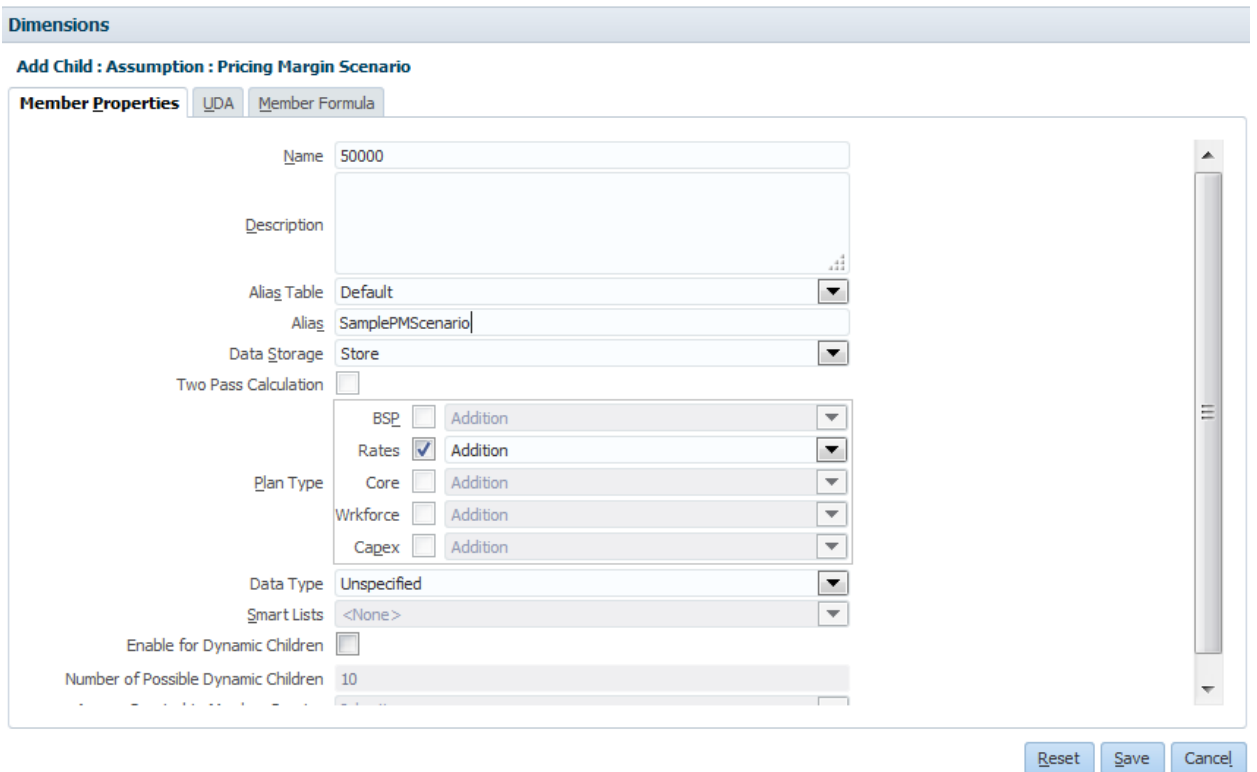 Dimensions
Add Child : Assumption : Pricing Margin Scenario
Member Properties UDA Member Formula
Name 50000
Description
Alias Table Default
Alias SamplePMScenario
Data Storage Store
Two Pass Calculation
BSP Addition
Rates Addition
Plan Type Core Addition
Wrkforce Addition
Capex Addition
Data Type Unspecified
Smart Lists <None>
Enable for Dynamic Children
Number of Possible Dynamic Children 10
Reset Save Cancel